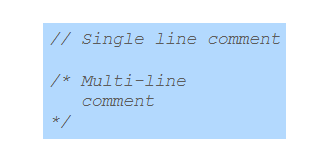 // Single line comment

/* Multi-line
   comment
*/